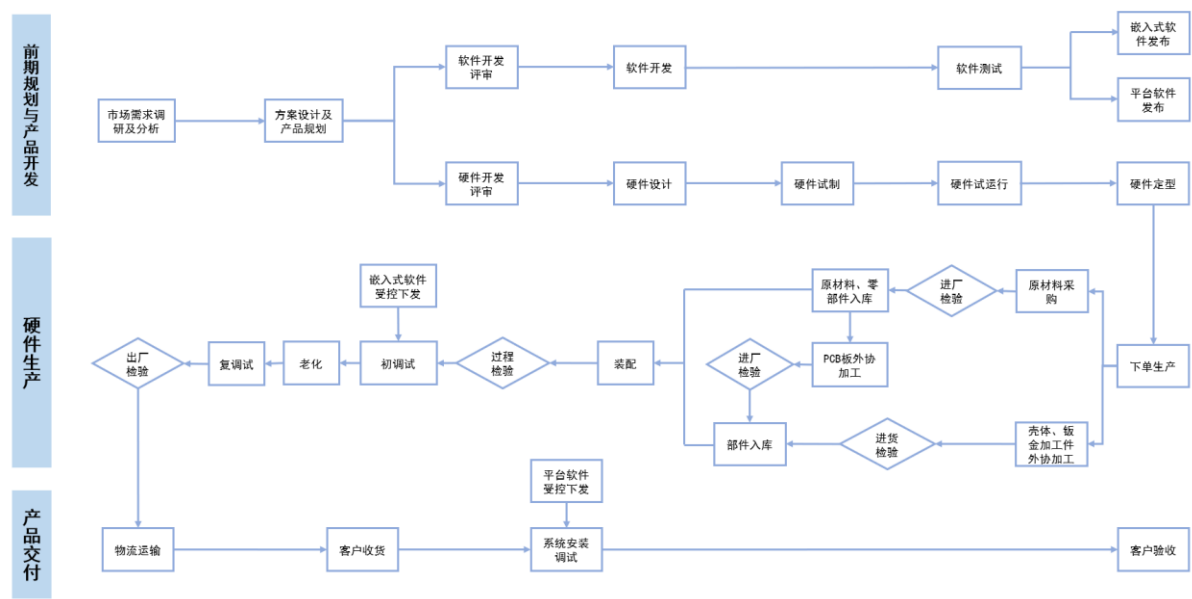 前期规划与产品开发
市场需求调
研及分析
方案设计及
产品规划
软件开发
评审
软件开发
软件测试
嵌入式软
件发布
平台软件
发布
硬件开发
评审
硬件设计
硬件试制
硬件试运行
硬件定型
硬件生产
下单生产
原材料采
购
进厂
检验
原材料、零
部件入库
PCB板外协
加工
进厂
检验
壳体、钣
金加工件
外协加工
进货
检验
部件入库
装配
过程
检验
嵌入式软件
受控下发
初调试
老化
复调试
出厂
检验
产品交付
物流运输
客户收货
平台软件
受控下发
系统安装
调试
客户验收